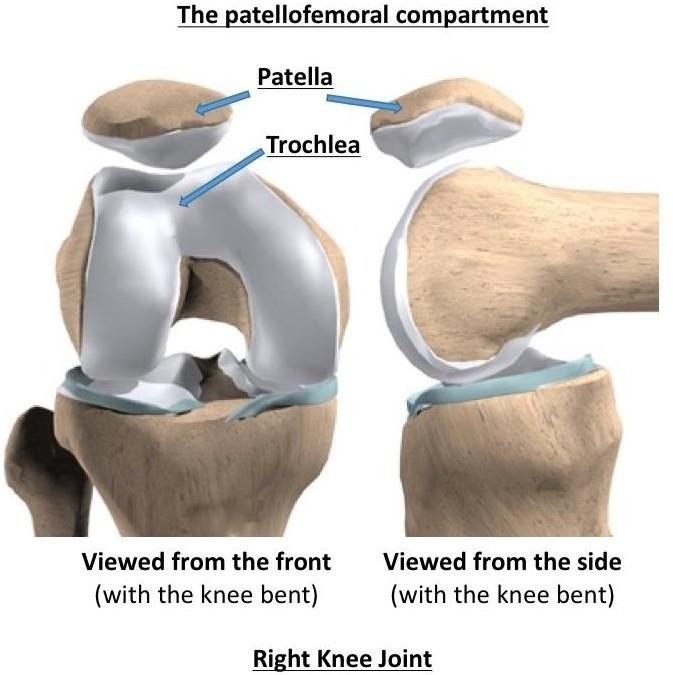 The patellofemoral compartment
Patella
Trochlea
Viewed from the front
(with the knee bent)
Viewed from the side
(with the knee bent)
Right Knee Joint